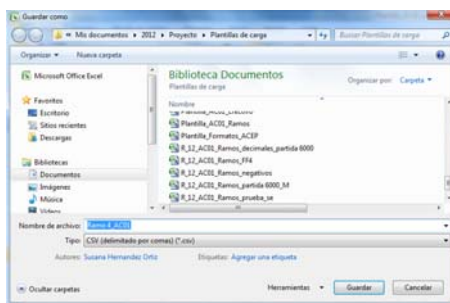 Guardar como
Mis documentos ▸ 2012 ▸ Proyecto ▸ Plantillas de carga
Buscar Plantillas de carga
Organizar
Nueva carpeta
Microsoft Office Excel
Favoritos
Escritorio
Sitios recientes
Descargas
Bibliotecas
Documentos
Imágenes
Música
Vídeos
Biblioteca Documentos
Plantillas de carga
Organizar por: Carpeta
Nombre
Plantilla_AC01_Ramos
Plantilla_Formatos_ACEP
R_12_AC01_Ramos_decimales_partida 6000
R_12_AC01_Ramos_FF4
R_12_AC01_Ramos_negativos
R_12_AC01_Ramos_partida 6000_M
R_12_AC01_Ramos_prueba_se
Nombre de archivo: Ramo 4_AC01
Tipo: CSV (delimitado por comas) (*.csv)
Autores: Susana Hernandez Ortiz
Etiquetas: Agregar una etiqueta
Ocultar carpetas
Herramientas
Guardar
Cancelar